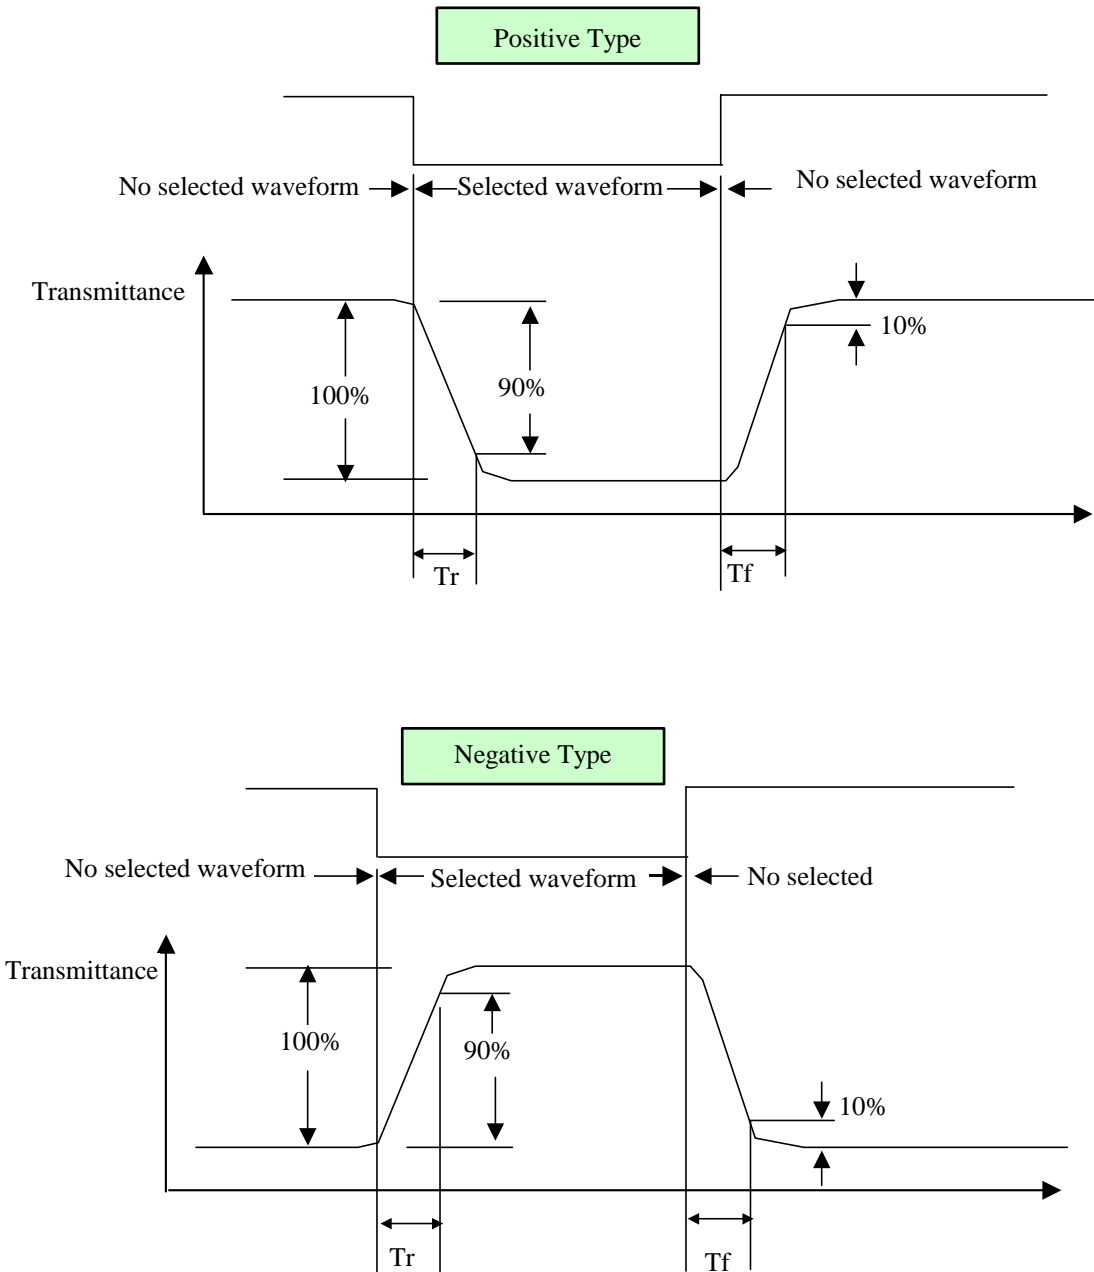 Positive Type
No selected waveform
Selected waveform
No selected waveform
Transmittance
10%
100%
90%
Tr
Tf
Negative Type
No selected waveform
Selected waveform
No selected
Transmittance
100%
90%
10%
Tr
Tf